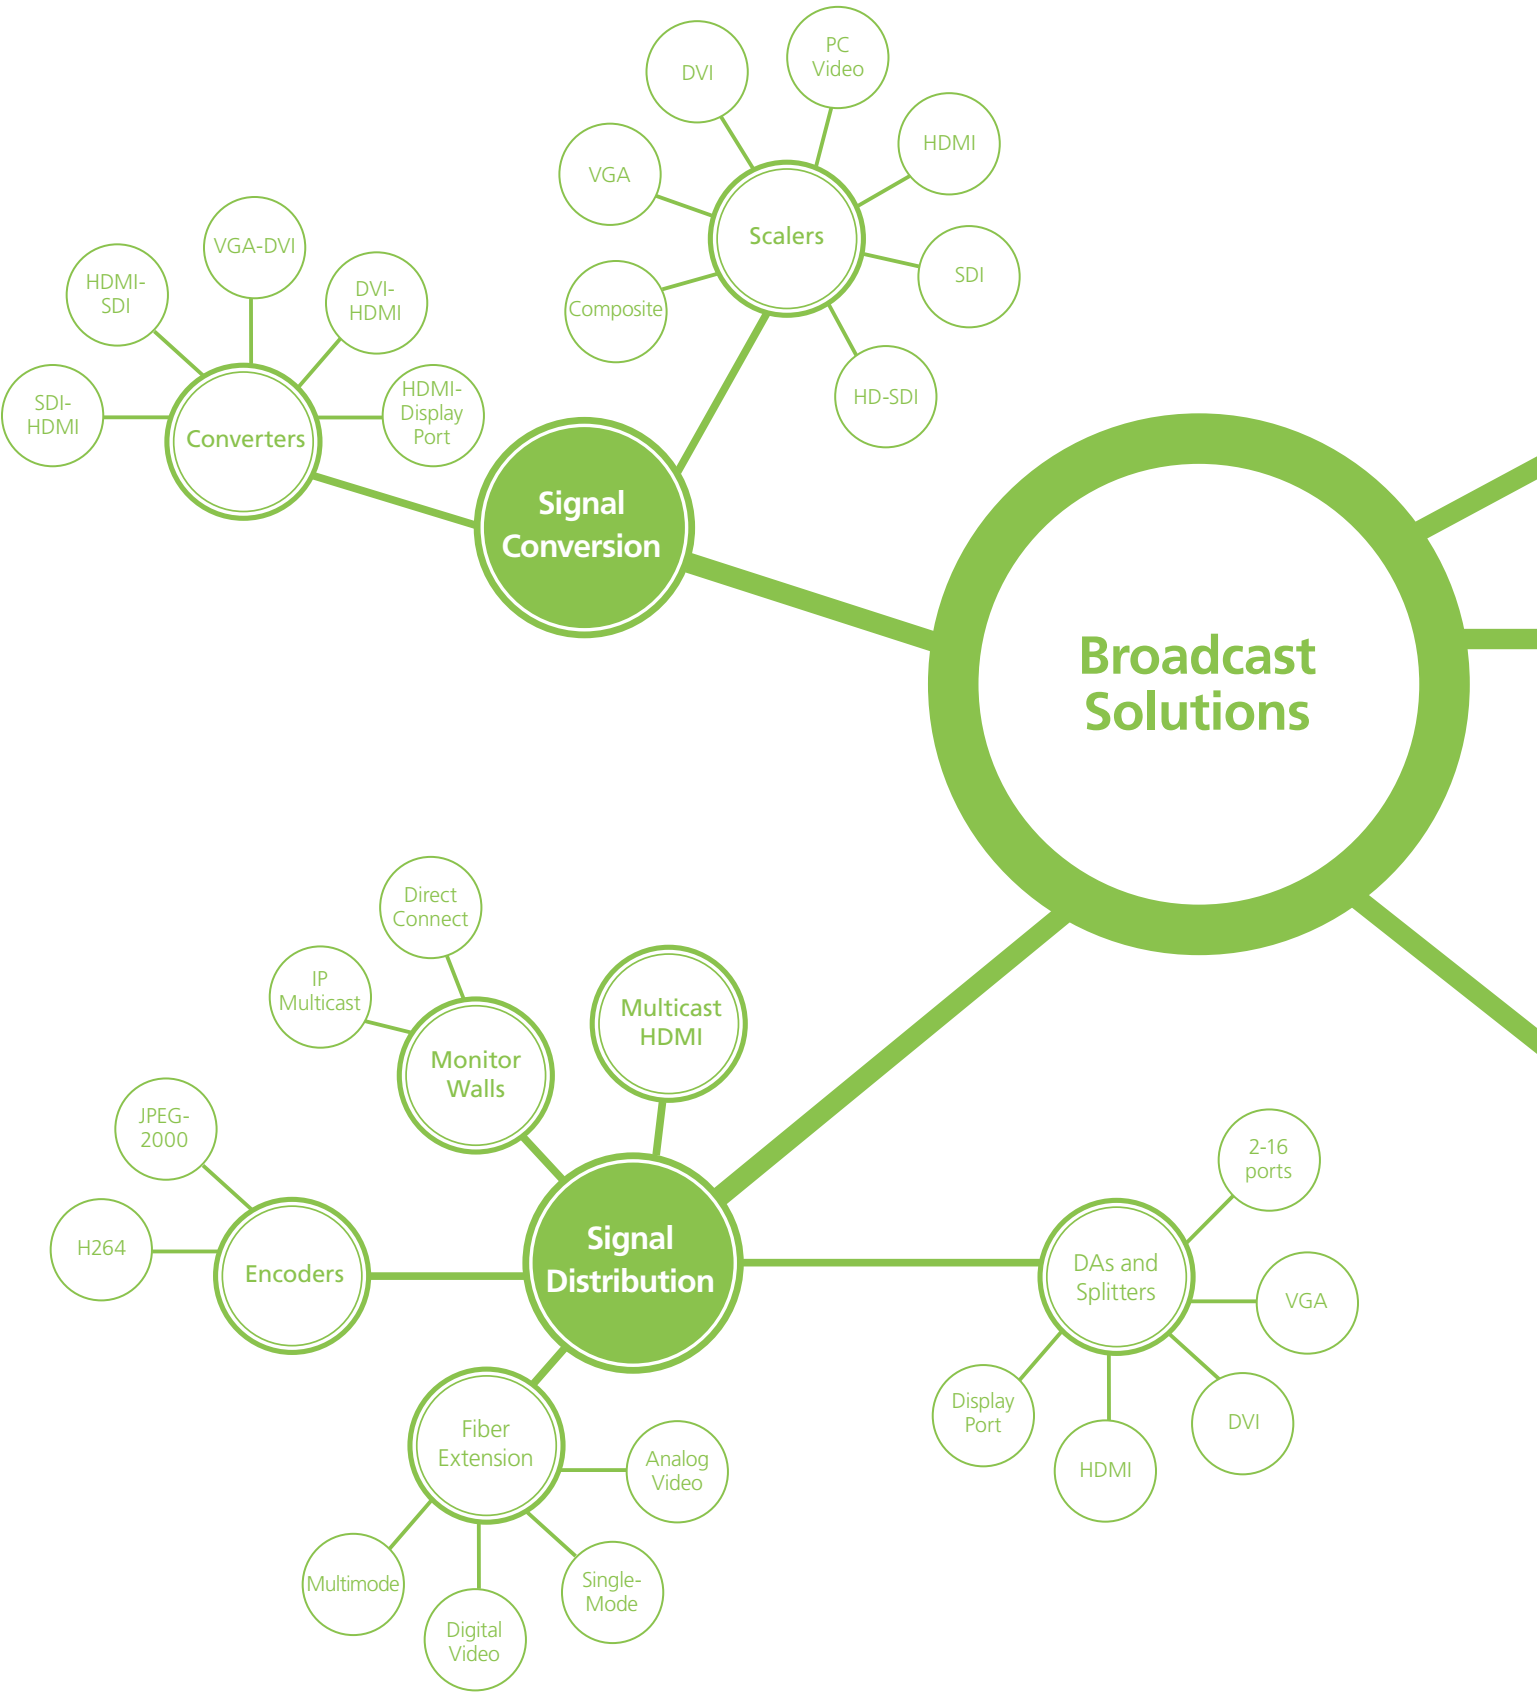 PC
Video
DVI
HDMI
VGA
Scalers
SDI
Composite
HD-SDI
VGA-DVI
HDMI-
SDI
DVI-
HDMI
SDI-
HDMI
HDMI-
Display
Port
Converters
Signal
Conversion
Broadcast
Solutions
Direct
Connect
IP
Multicast
Multicast
HDMI
Monitor
Walls
JPEG-
2000
H264
Encoders
Signal
Distribution
2-16
ports
DAs and
Splitters
VGA
Display
Port
HDMI
DVI
Fiber
Extension
Analog
Video
Multimode
Single-
Mode
Digital
Video